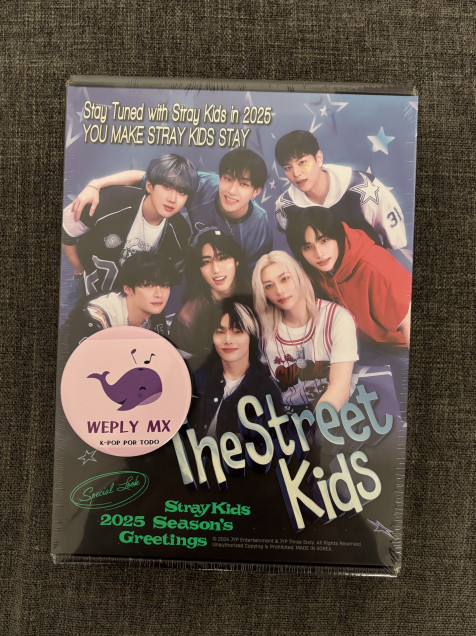 Stay Tuned with Stray Kids in 2025
YOU MAKE STRAY KIDS STAY
31
WEPLY MX
K-POP POR TODO
The Street
Kids
Special Look
Stray Kids
2025 Season's
Greetings
© 2024 JYP Entertainment & JYP Three Sixty. All Rights Reserved.
Unauthorized Copying Is Prohibited. MADE IN KOREA